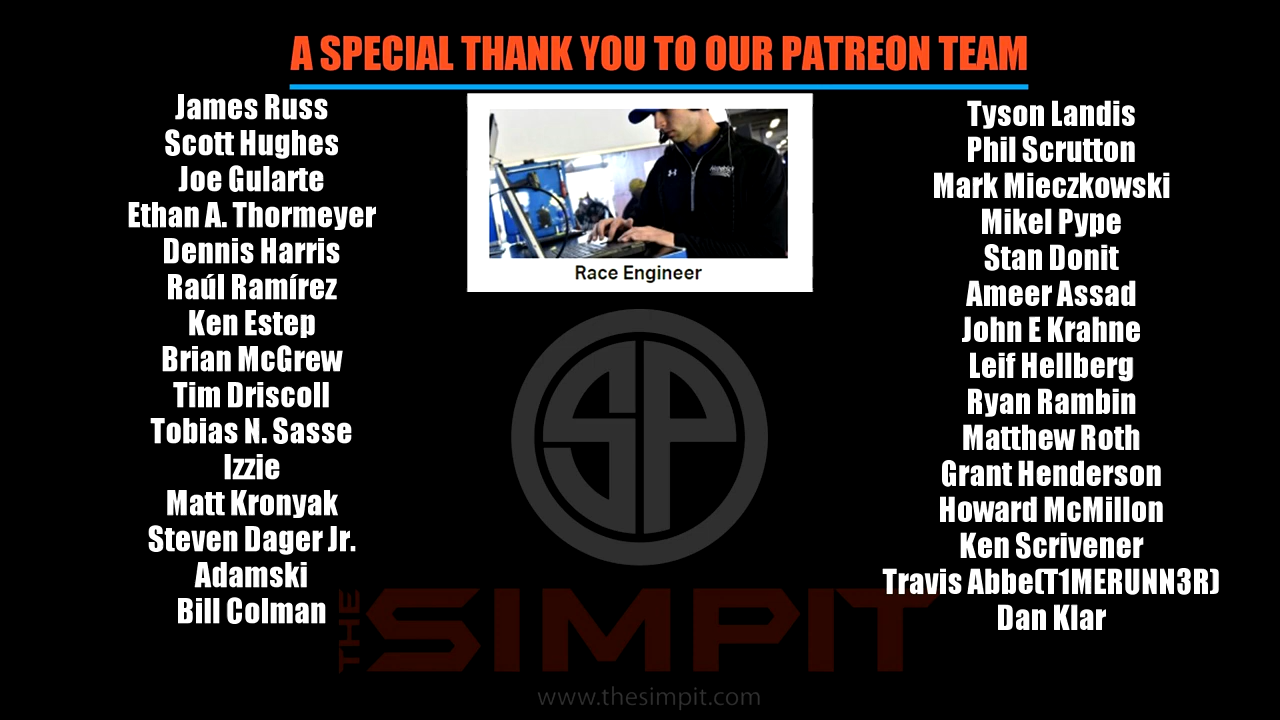 A SPECIAL THANK YOU TO OUR PATREON TEAM
James Russ
Scott Hughes
Joe Gularte
Ethan A. Thormeyer
Dennis Harris
Raúl Ramírez
Ken Estep
Brian McGrew
Tim Driscoll
Tobias N. Sasse
Izzie
Matt Kronyak
Steven Dager Jr.
Adamski
Bill Colman
Race Engineer
SP
THE SIMPIT
www.thesimpit.com
Tyson Landis
Phil Scrutton
Mark Mieczkowski
Mikel Pype
Stan Donit
Ameer Assad
John E Krahne
Leif Hellberg
Ryan Rambin
Matthew Roth
Grant Henderson
Howard McMillon
Ken Scrivener
Travis Abbe(T1MERUNN3R)
Dan Klar